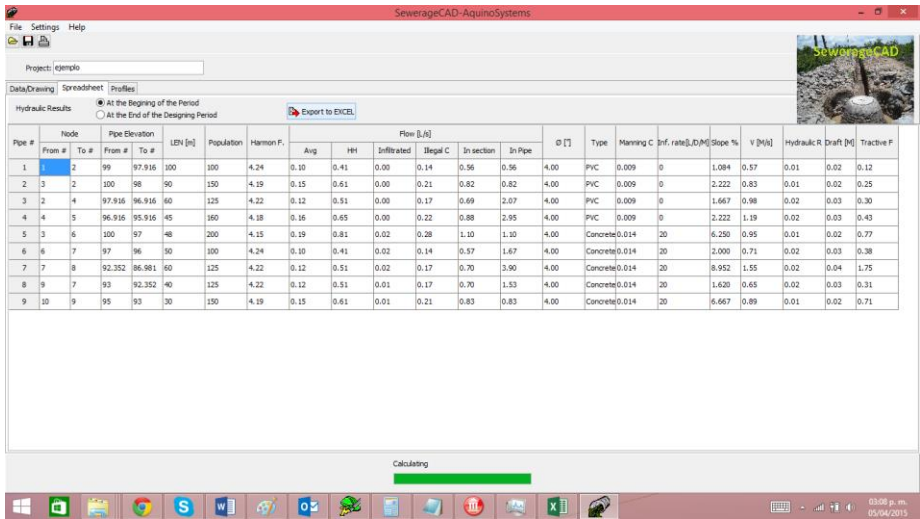 SewerageCAD-AquinoSystems
File Settings Help
Project: ejemplo
SewerageCAD
Data/Drawing Spreadsheet Profiles
Hydraulic Results
At the Begining of the Period
At the End of the Designing Period
Export to EXCEL
Pipe # Node Pipe Elevation LEN [m] Population Harmon F. Flow [L/s] Ø ["] Type Manning C Inf. rate[L/D/M] Slope % V [M/s] Hydraulic R Draft [M] Tractive F
From # To # From # To # Avg HH Infiltrated Illegal C In section In Pipe
1 1 2 99 97.916 100 100 4.24 0.10 0.41 0.00 0.14 0.56 0.56 4.00 PVC 0.009 0 1.084 0.57 0.01 0.02 0.12
2 3 2 100 98 90 150 4.19 0.15 0.61 0.00 0.21 0.82 0.82 4.00 PVC 0.009 0 2.222 0.83 0.01 0.02 0.25
3 2 4 97.916 96.916 60 125 4.22 0.12 0.51 0.00 0.17 0.69 2.07 4.00 PVC 0.009 0 1.667 0.98 0.02 0.03 0.30
4 4 5 96.916 95.916 45 160 4.18 0.16 0.65 0.00 0.22 0.88 2.95 4.00 PVC 0.009 0 2.222 1.19 0.02 0.03 0.43
5 3 6 100 97 48 200 4.15 0.19 0.81 0.02 0.28 1.10 1.10 4.00 Concrete 0.014 20 6.250 0.95 0.01 0.02 0.77
6 6 7 97 96 50 100 4.24 0.10 0.41 0.02 0.14 0.57 1.67 4.00 Concrete 0.014 20 2.000 0.71 0.02 0.03 0.38
7 7 8 92.352 86.981 60 125 4.22 0.12 0.51 0.02 0.17 0.70 3.90 4.00 Concrete 0.014 20 8.952 1.55 0.02 0.04 1.75
8 9 7 93 92.352 40 125 4.22 0.12 0.51 0.01 0.17 0.70 1.53 4.00 Concrete 0.014 20 1.620 0.65 0.02 0.03 0.31
9 10 9 95 93 30 150 4.19 0.15 0.61 0.01 0.21 0.83 0.83 4.00 Concrete 0.014 20 6.667 0.89 0.01 0.02 0.71
Calculating
03:08 p. m.
05/04/2015